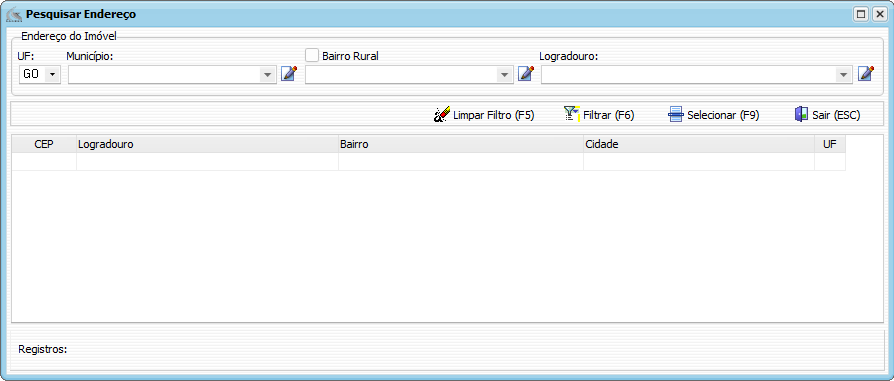 Pesquisar Endereço
Endereço do Imóvel
UF: Município: Bairro Rural Logradouro:
GO
Limpar Filtro (F5) Filtrar (F6) Selecionar (F9) Sair (ESC)
CEP Logradouro Bairro Cidade UF
Registros: